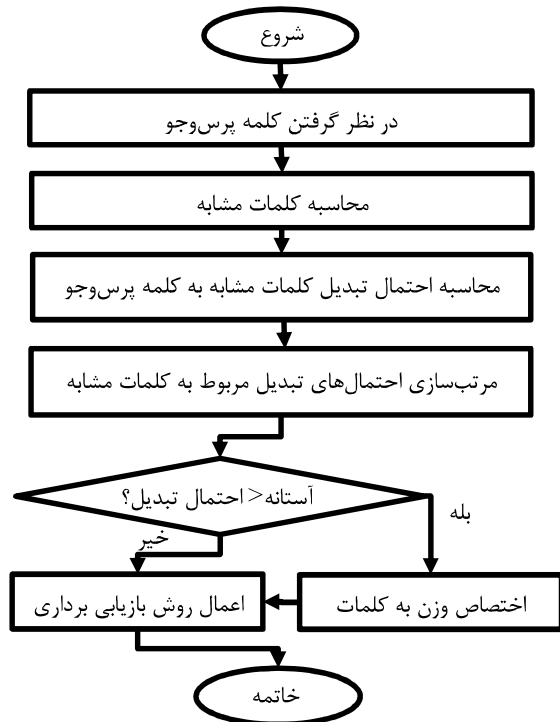 شروع
در نظر گرفتن کلمه پرس‌وجو
محاسبه کلمات مشابه
محاسبه احتمال تبدیل کلمات مشابه به کلمه پرس‌وجو
مرتب‌سازی احتمال‌های تبدیل مربوط به کلمات مشابه
آستانه< احتمال تبدیل؟
بله
خیر
اختصاص وزن به کلمات
اعمال روش بازیابی برداری
خاتمه